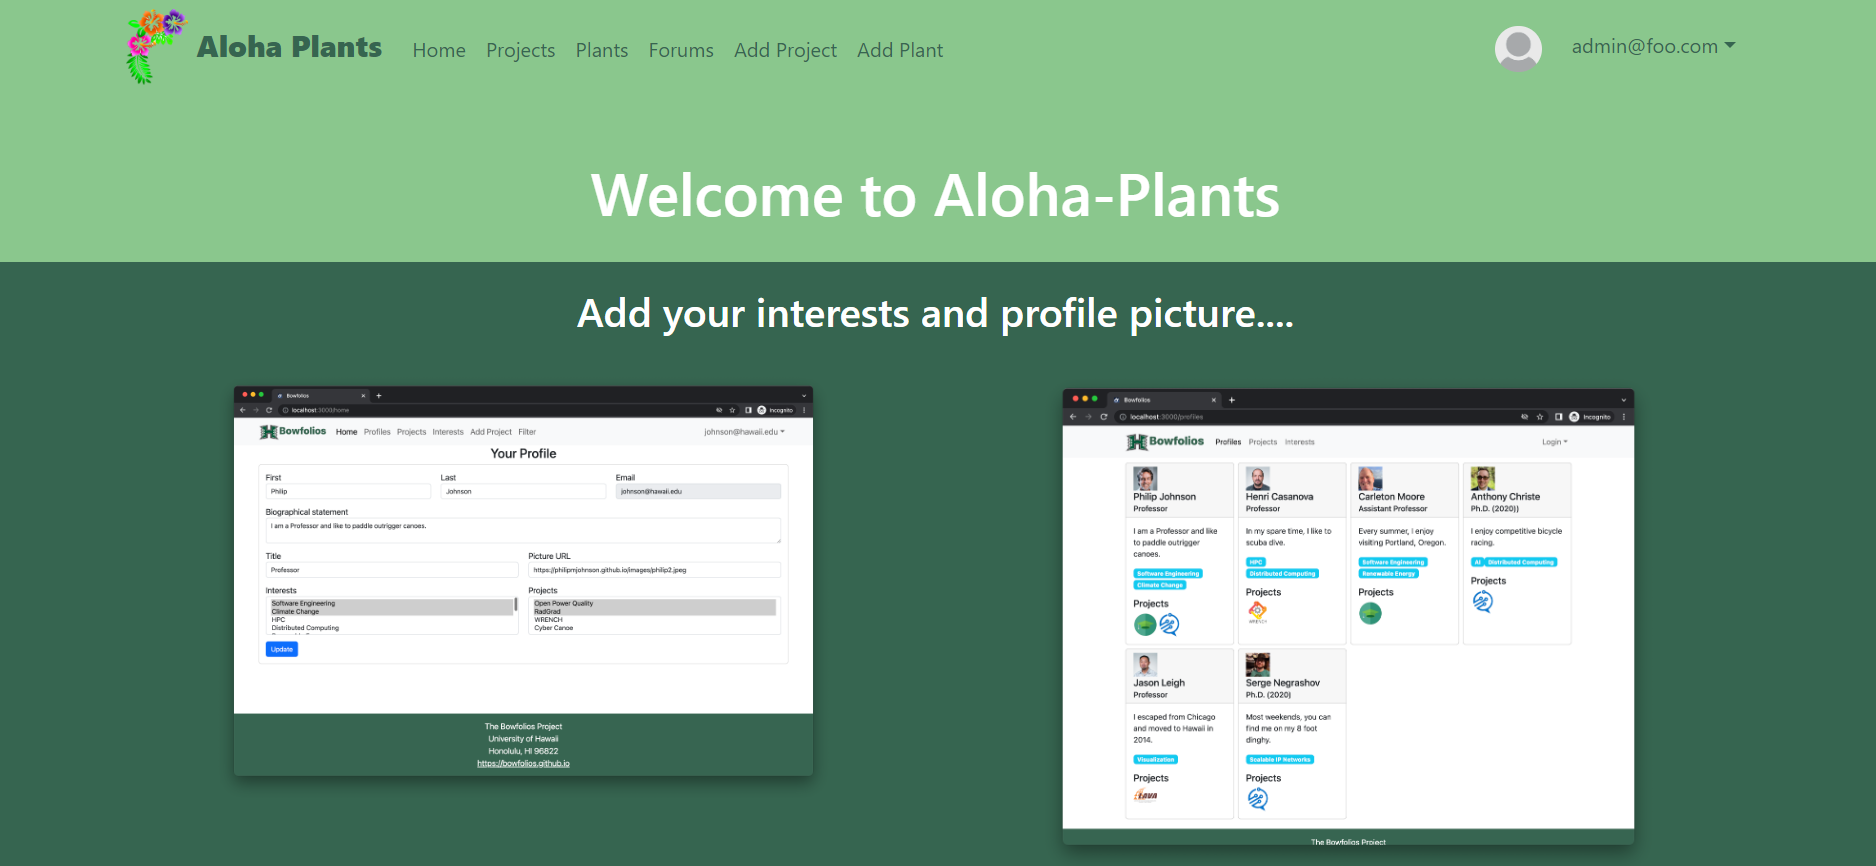 Aloha Plants Home Projects Plants Forums Add Project Add Plant admin@foo.com
Welcome to Aloha-Plants
Add your interests and profile picture....
Bowfolios
localhost:3000/home Incognito
Bowfolios Home Profiles Projects Interests Add Project Filter johnson@hawaii.edu
Your Profile
First Last Email
Philip Johnson johnson@hawaii.edu
Biographical statement
I am a Professor and like to paddle outrigger canoes.
Title Picture URL
Professor https://philipmjohnson.github.io/images/philip2.jpeg
Interests Projects
Software Engineering Open Power Quality
Climate Change RadGrad
HPC WRENCH
Distributed Computing Cyber Canoe
Update
The Bowfolios Project
University of Hawaii
Honolulu, HI 96822
https://bowfolios.github.io
Bowfolios
localhost:3000/profiles Incognito
Bowfolios Profiles Projects Interests Login
Philip Johnson
Professor
I am a Professor and like
to paddle outrigger
canoes.
Software Engineering
Climate Change
Projects
Henri Casanova
Professor
In my spare time, I like to
scuba dive.
HPC
Distributed Computing
Projects
WRENCH
Carleton Moore
Assistant Professor
Every summer, I enjoy
visiting Portland, Oregon.
Software Engineering
Renewable Energy
Projects
Anthony Christe
Ph.D. (2020))
I enjoy competitive bicycle
racing.
AI Distributed Computing
Projects
Jason Leigh
Professor
I escaped from Chicago
and moved to Hawaii in
2014.
Visualization
Projects
LAVA
Serge Negrashov
Ph.D. (2020)
Most weekends, you can
find me on my 8 foot
dinghy.
Scalable IP Networks
Projects
The Bowfolios Project